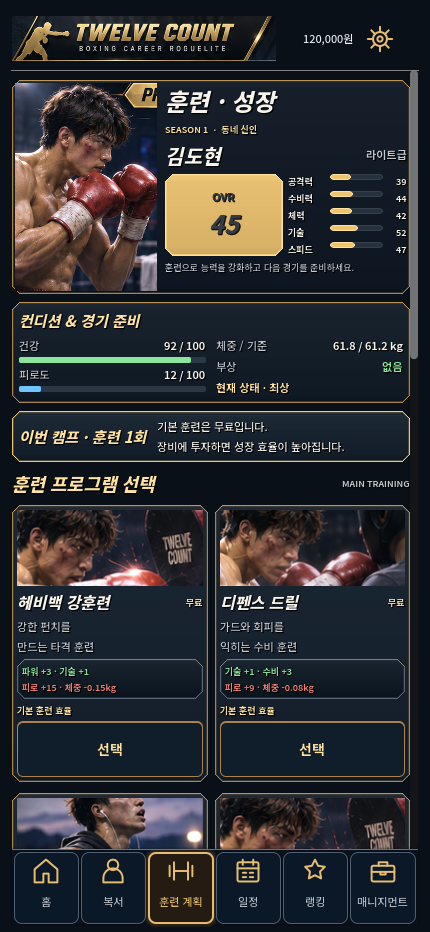 TWELVE COUNT
BOXING CAREER ROGUELITE
120,000원
훈련 · 성장
SEASON 1 · 동네 신인
김도현
라이트급
OVR
45
공격력 39
수비력 44
체력 42
기술 52
스피드 47
훈련으로 능력을 강화하고 다음 경기를 준비하세요.
컨디션 & 경기 준비
건강 92 / 100
체중 / 기준 61.8 / 61.2 kg
피로도 12 / 100
부상 없음
현재 상태 · 최상
이번 캠프 · 훈련 1회
기본 훈련은 무료입니다.
장비에 투자하면 성장 효율이 높아집니다.
훈련 프로그램 선택
MAIN TRAINING
TWELVE COUNT
헤비백 강훈련 무료
강한 펀치를
만드는 타격 훈련
파워 +3 · 기술 +1
피로 +15 · 체중 -0.15kg
기본 훈련 효율
선택
디펜스 드릴 무료
가드와 회피를
익히는 수비 훈련
기술 +1 · 수비 +3
피로 +9 · 체중 -0.08kg
기본 훈련 효율
선택
TWELVE
COUNT
홈
복서
훈련 계획
일정
랭킹
매니지먼트